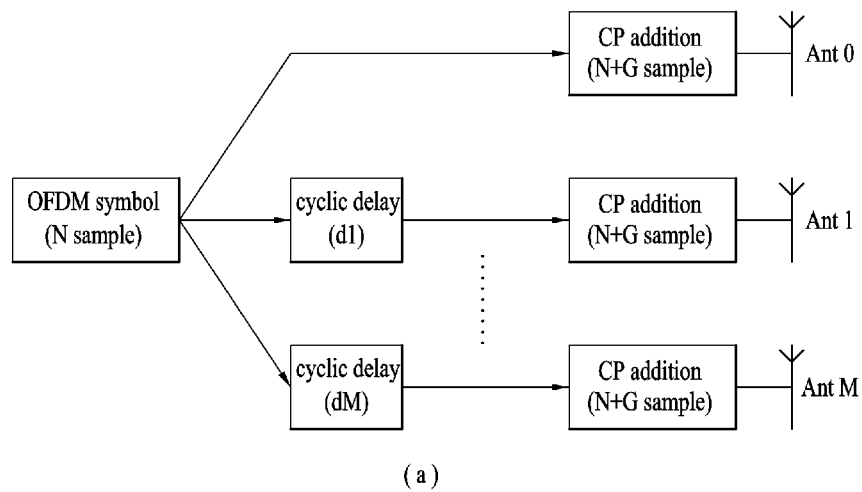 CP addition
(N+G sample)
Ant 0
OFDM symbol
(N sample)
cyclic delay
(d1)
CP addition
(N+G sample)
Ant 1
cyclic delay
(dM)
CP addition
(N+G sample)
Ant M
( a )